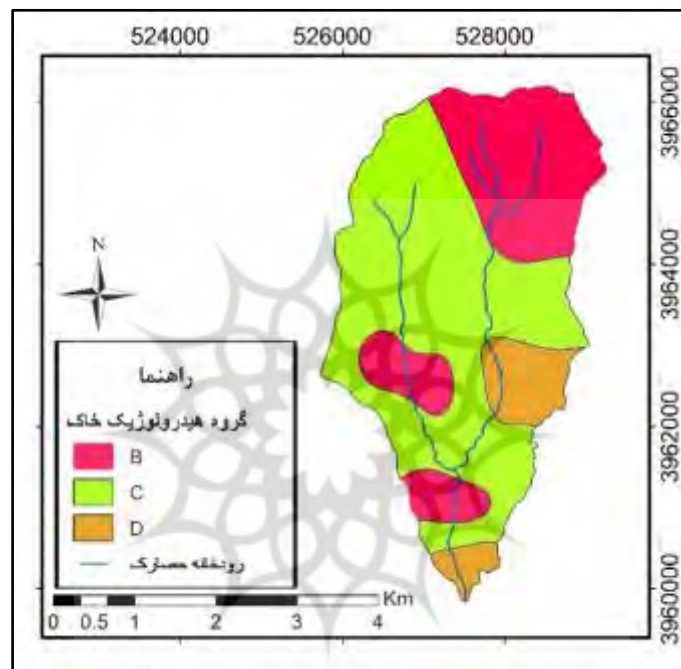 524000 526000 528000
3966000
3964000
3962000
3960000
N
راهنما
گروه هیدرولوژیک خاک
B
C
D
رودخانه حصارک
Km
0 0.5 1 2 3 4